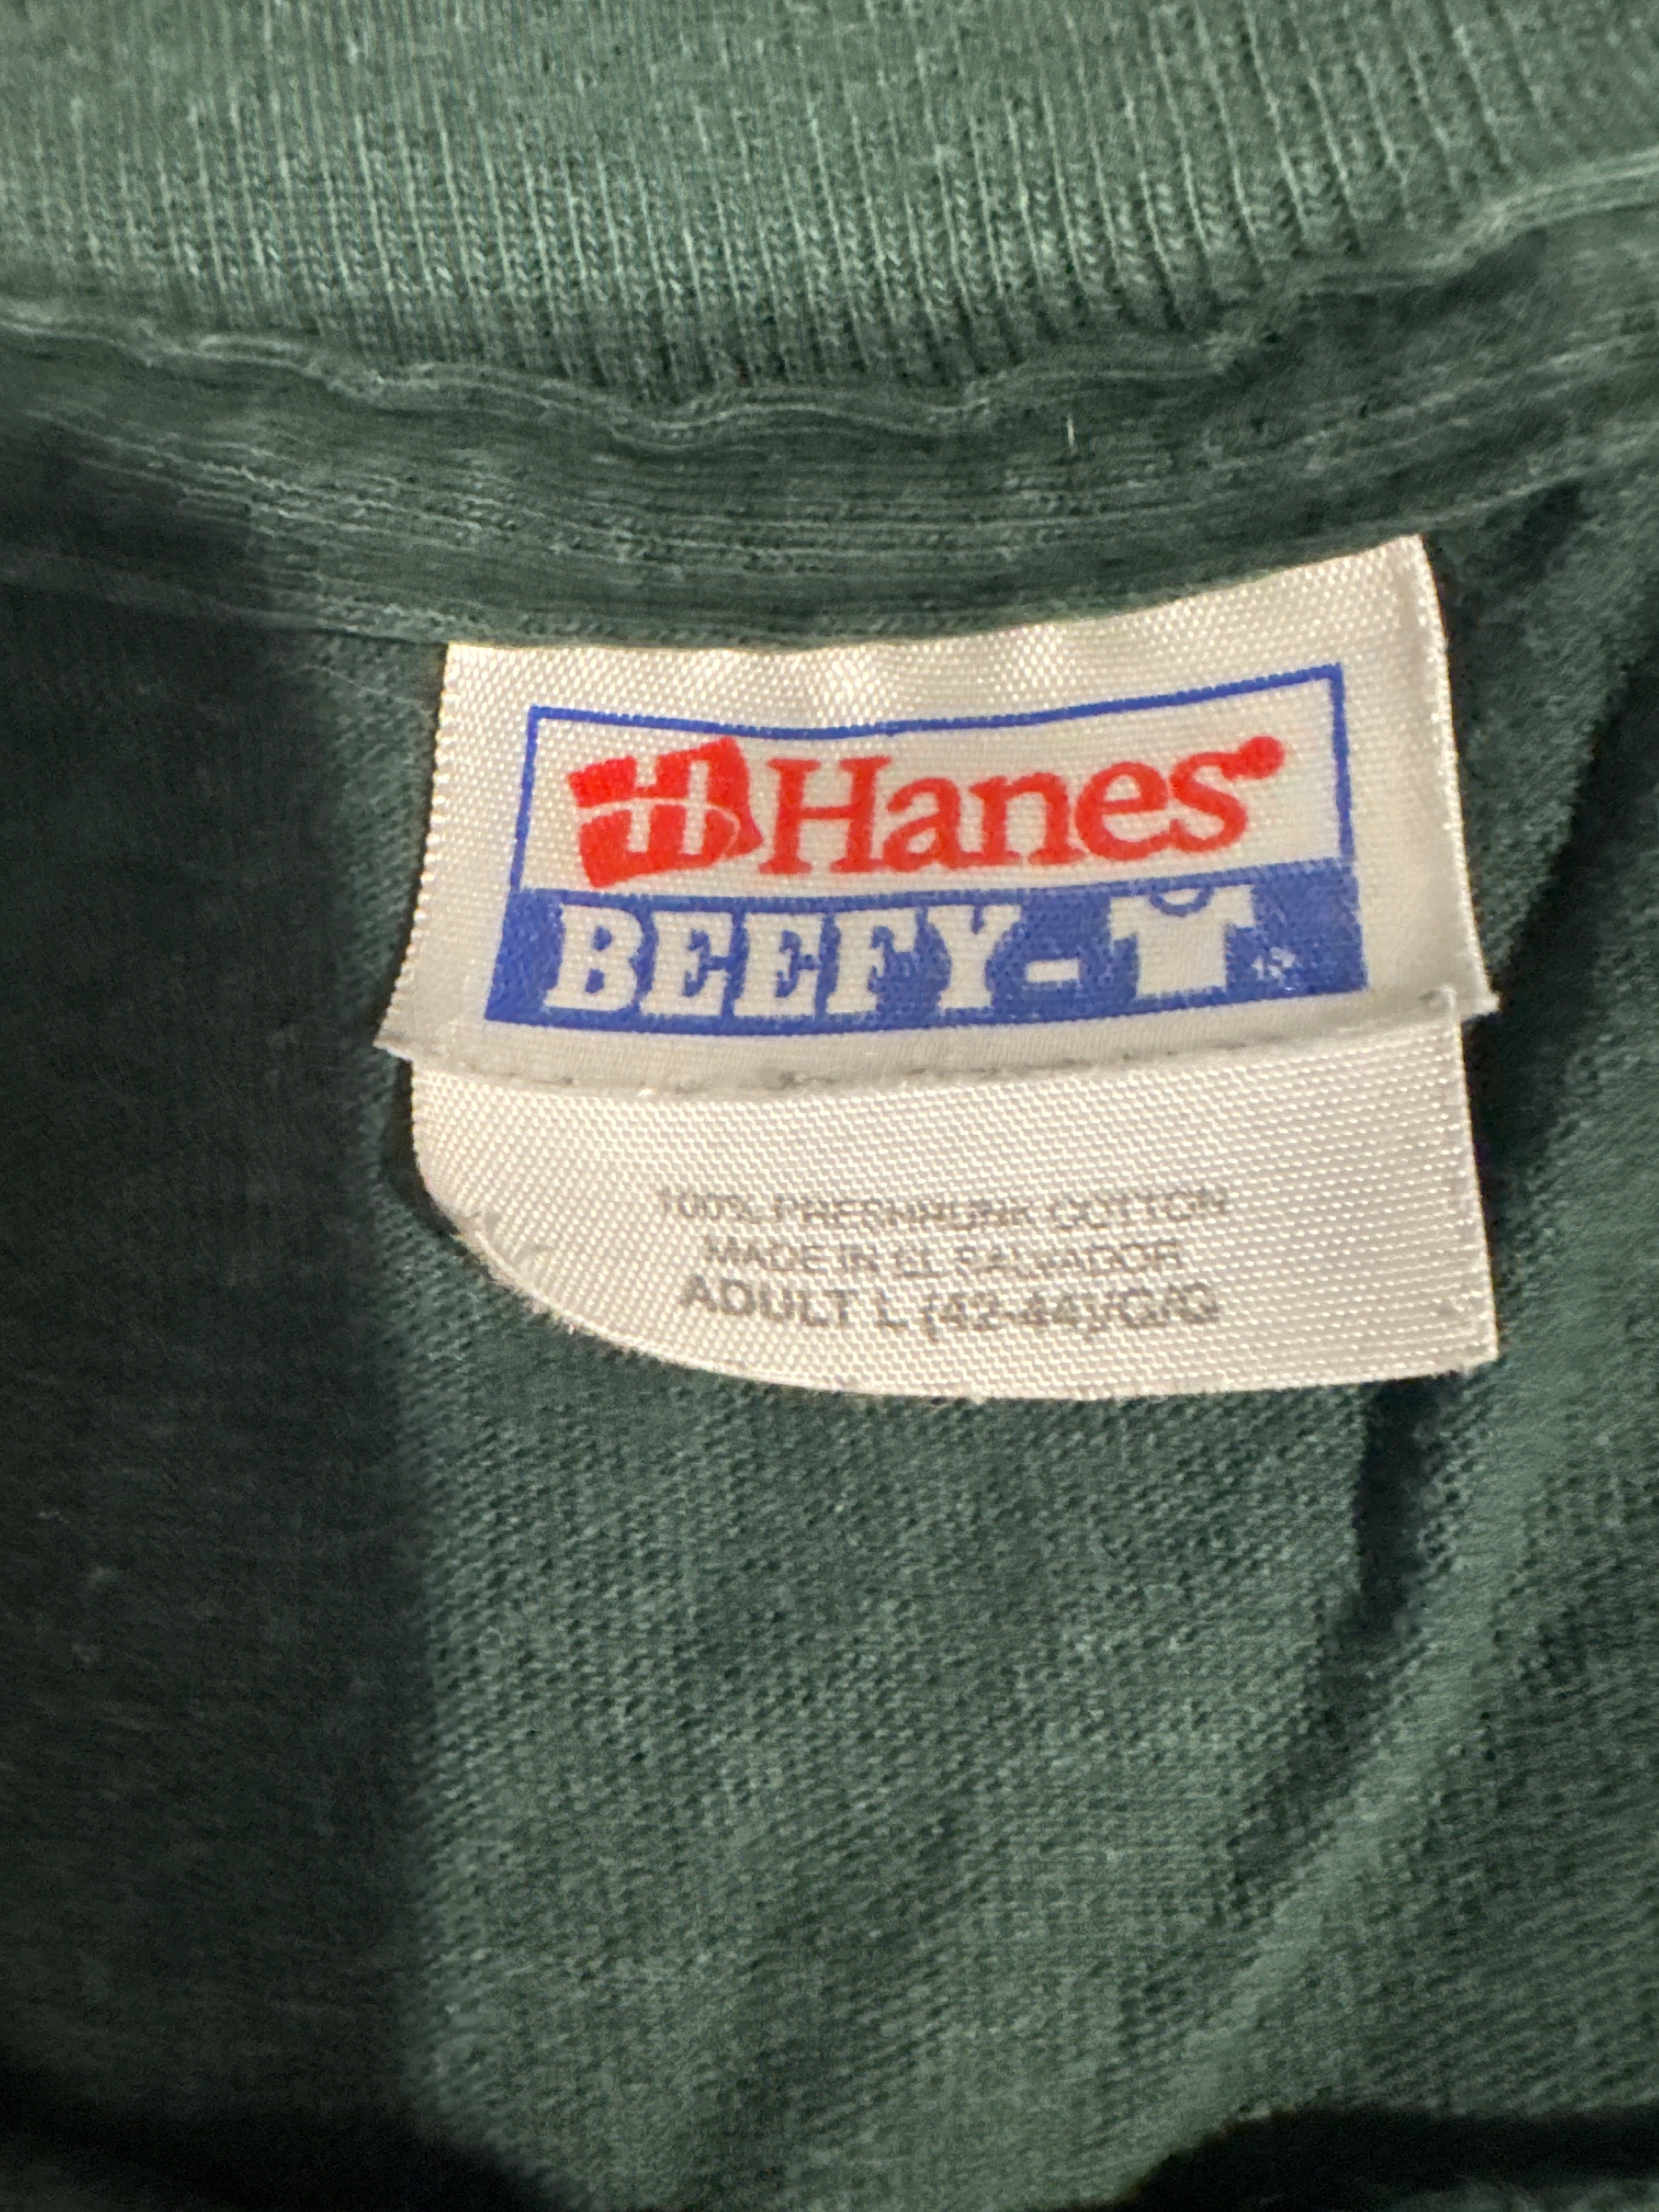 H Hanes
BEEFY-T
100% PRESHRUNK COTTON
MADE IN EL SALVADOR
ADULT L (42-44)/G/G